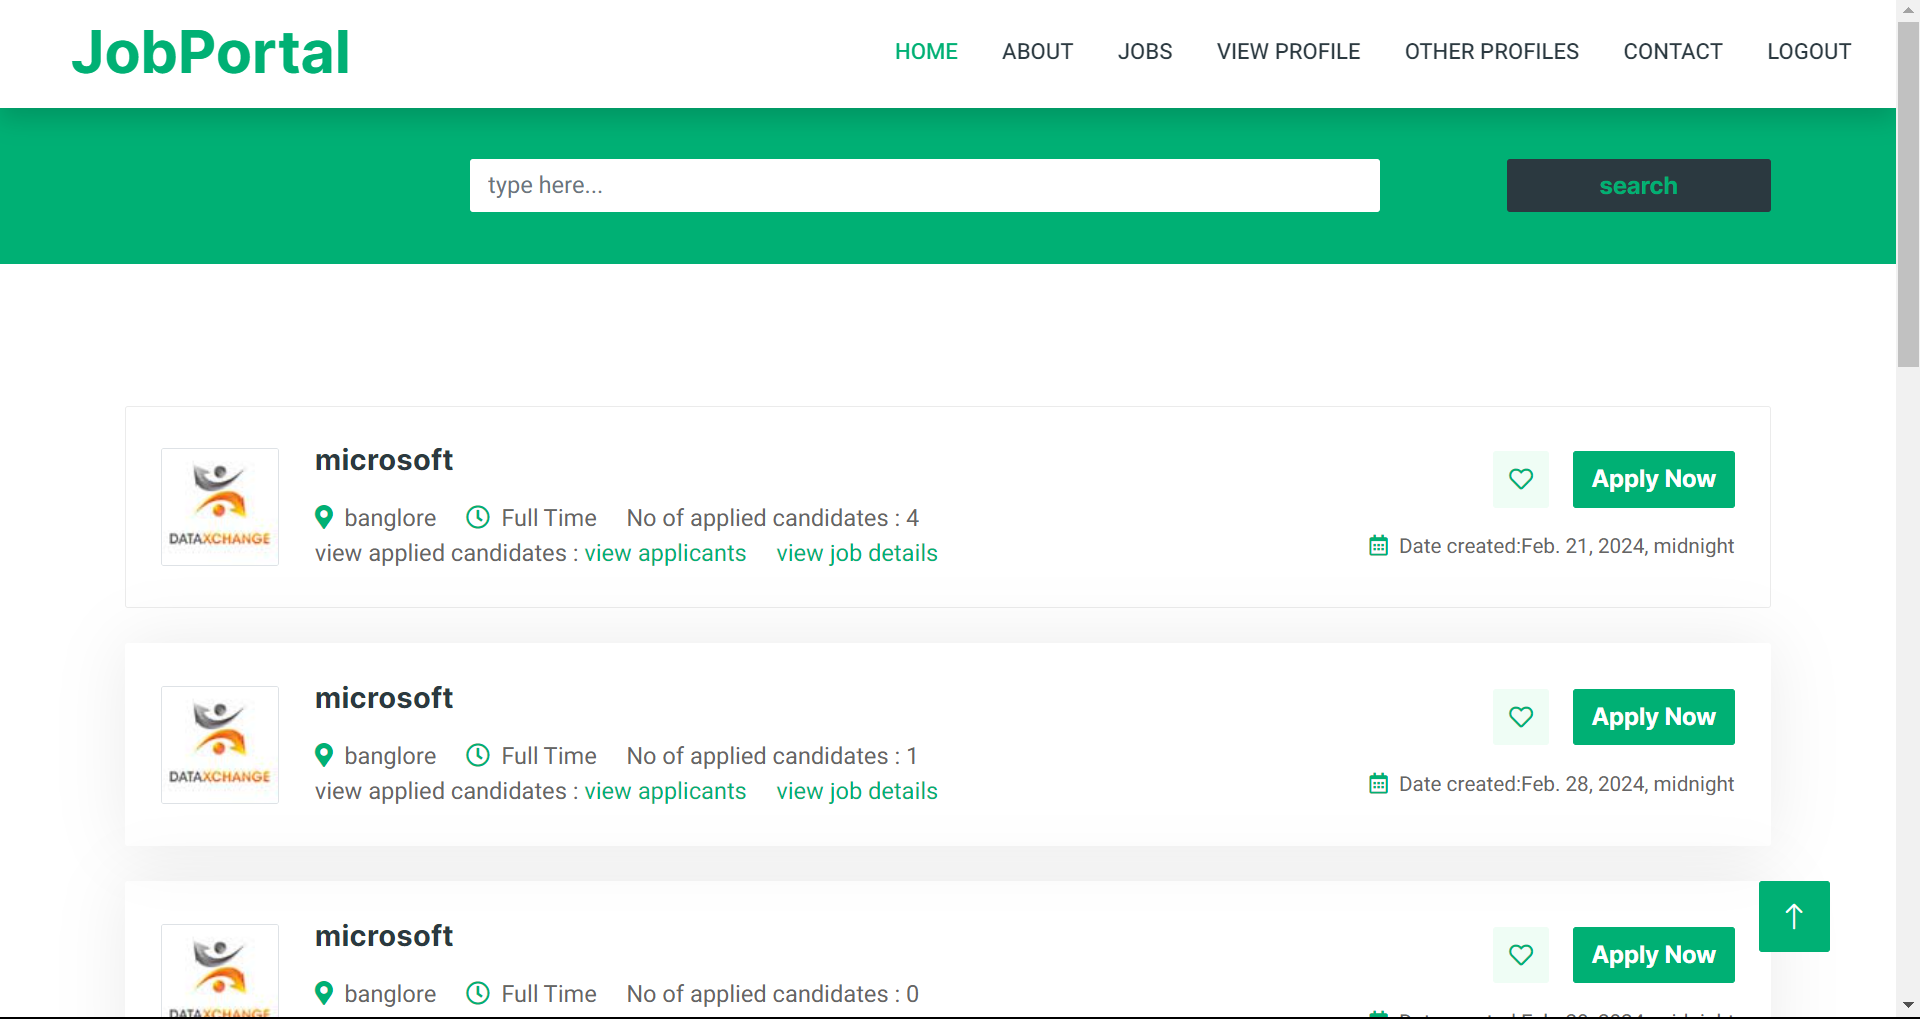 JobPortal
HOME ABOUT JOBS VIEW PROFILE OTHER PROFILES CONTACT LOGOUT
type here...
search
microsoft
DATAXCHANGE
banglore Full Time No of applied candidates : 4
view applied candidates : view applicants view job details
Apply Now
Date created:Feb. 21, 2024, midnight
microsoft
DATAXCHANGE
banglore Full Time No of applied candidates : 1
view applied candidates : view applicants view job details
Apply Now
Date created:Feb. 28, 2024, midnight
microsoft
DATAXCHANGE
banglore Full Time No of applied candidates : 0
Apply Now